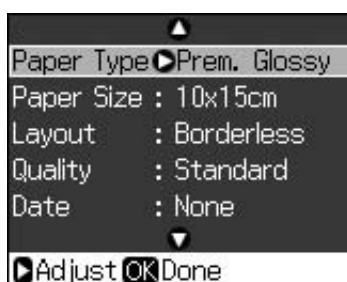 Paper Type Prem. Glossy
Paper Size : 10x15cm
Layout : Borderless
Quality : Standard
Date : None
Adjust OK Done